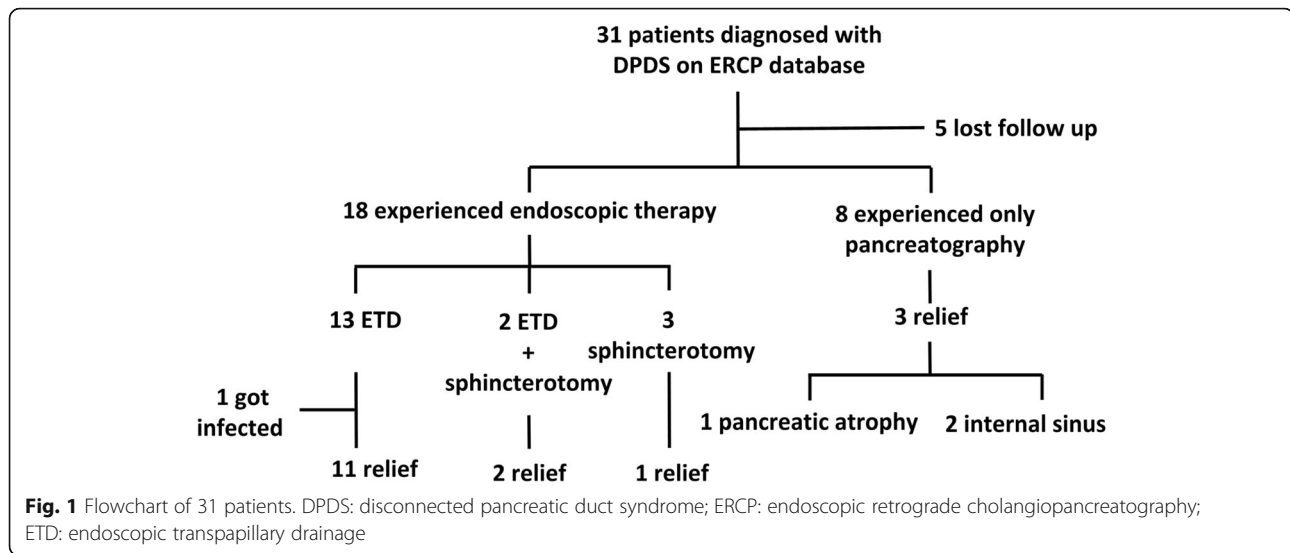 31 patients diagnosed with
DPDS on ERCP database
5 lost follow up
18 experienced endoscopic therapy
8 experienced only
pancreatography
13 ETD
2 ETD
+
sphincterotomy
3
sphincterotomy
3 relief
1 got
infected
1 pancreatic atrophy
2 internal sinus
11 relief
2 relief
1 relief
Fig. 1 Flowchart of 31 patients. DPDS: disconnected pancreatic duct syndrome; ERCP: endoscopic retrograde cholangiopancreatography;
ETD: endoscopic transpapillary drainage